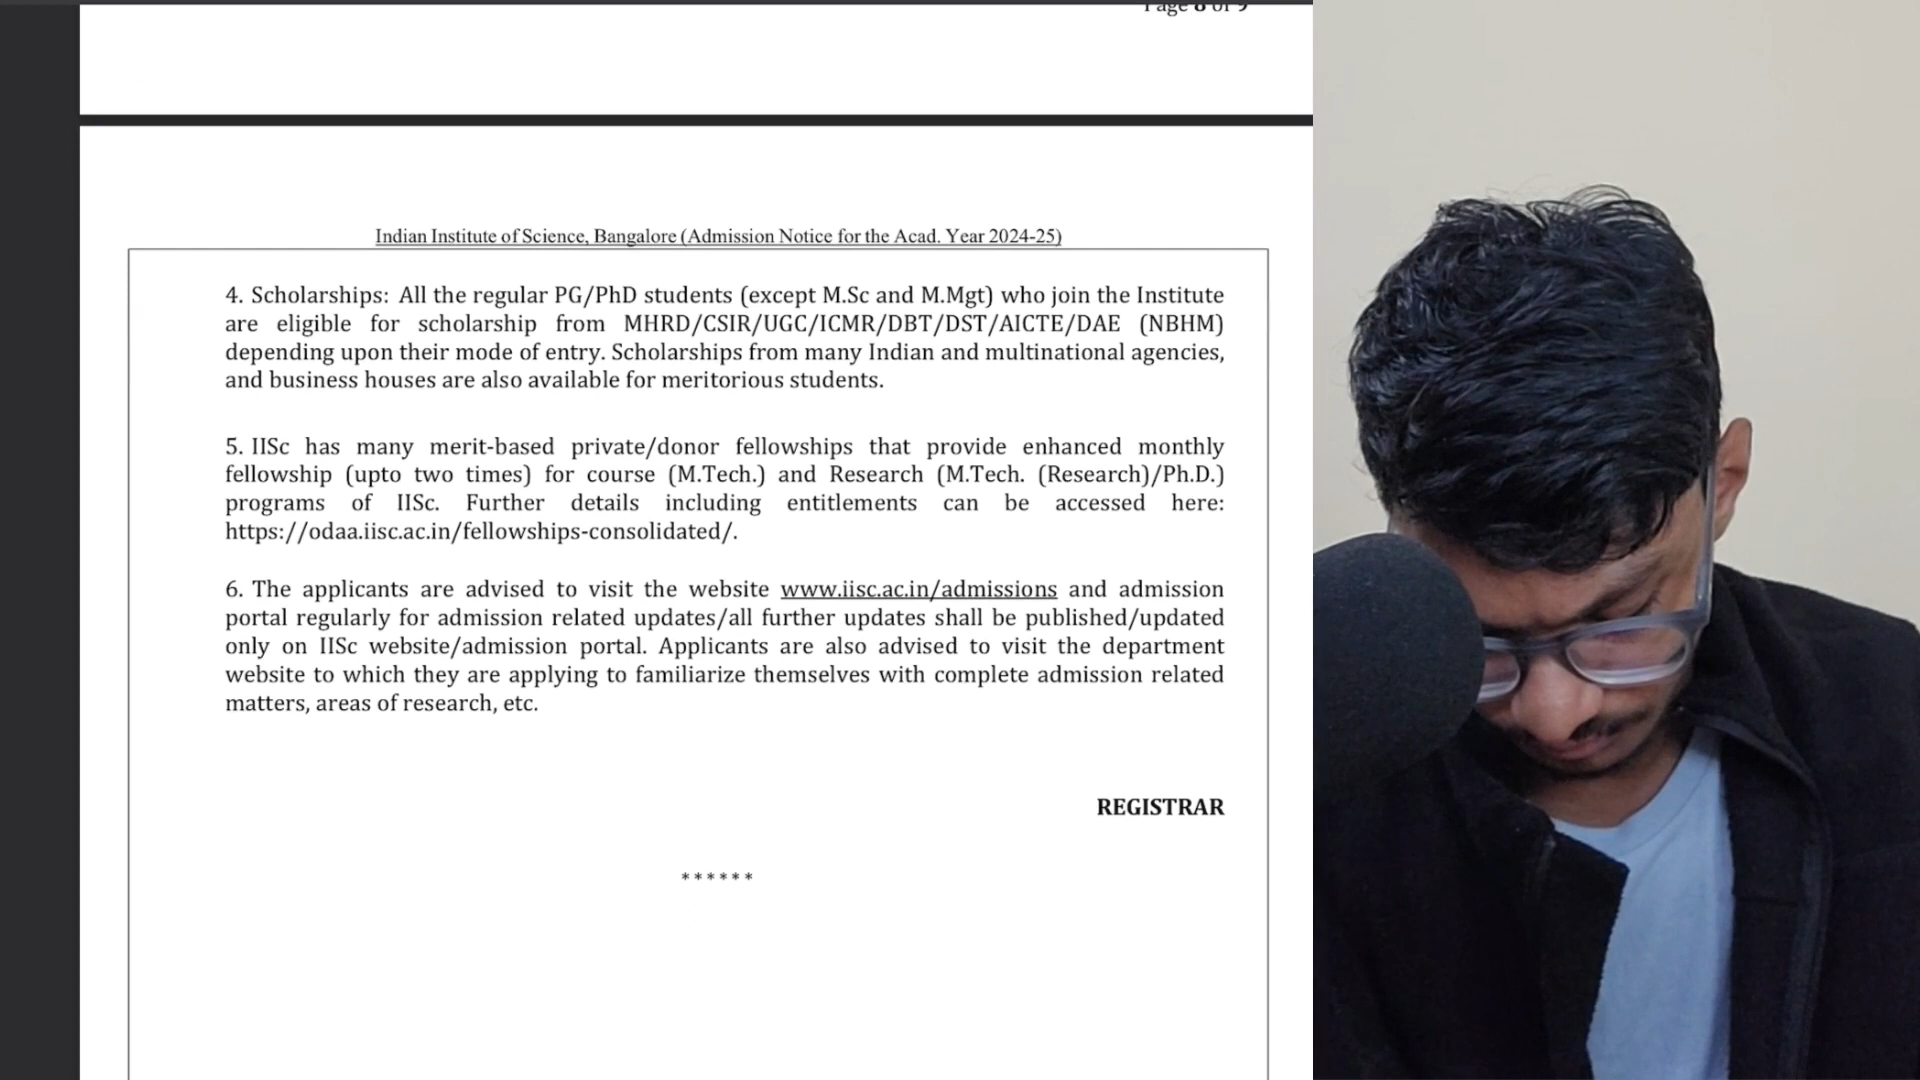 Page 8 of 9
Indian Institute of Science, Bangalore (Admission Notice for the Acad. Year 2024-25)
4. Scholarships: All the regular PG/PhD students (except M.Sc and M.Mgt) who join the Institute
are eligible for scholarship from MHRD/CSIR/UGC/ICMR/DBT/DST/AICTE/DAE (NBHM)
depending upon their mode of entry. Scholarships from many Indian and multinational agencies,
and business houses are also available for meritorious students.
5. IISc has many merit-based private/donor fellowships that provide enhanced monthly
fellowship (upto two times) for course (M.Tech.) and Research (M.Tech. (Research)/Ph.D.)
programs of IISc. Further details including entitlements can be accessed here:
https://odaa.iisc.ac.in/fellowships-consolidated/.
6. The applicants are advised to visit the website www.iisc.ac.in/admissions and admission
portal regularly for admission related updates/all further updates shall be published/updated
only on IISc website/admission portal. Applicants are also advised to visit the department
website to which they are applying to familiarize themselves with complete admission related
matters, areas of research, etc.
REGISTRAR
******